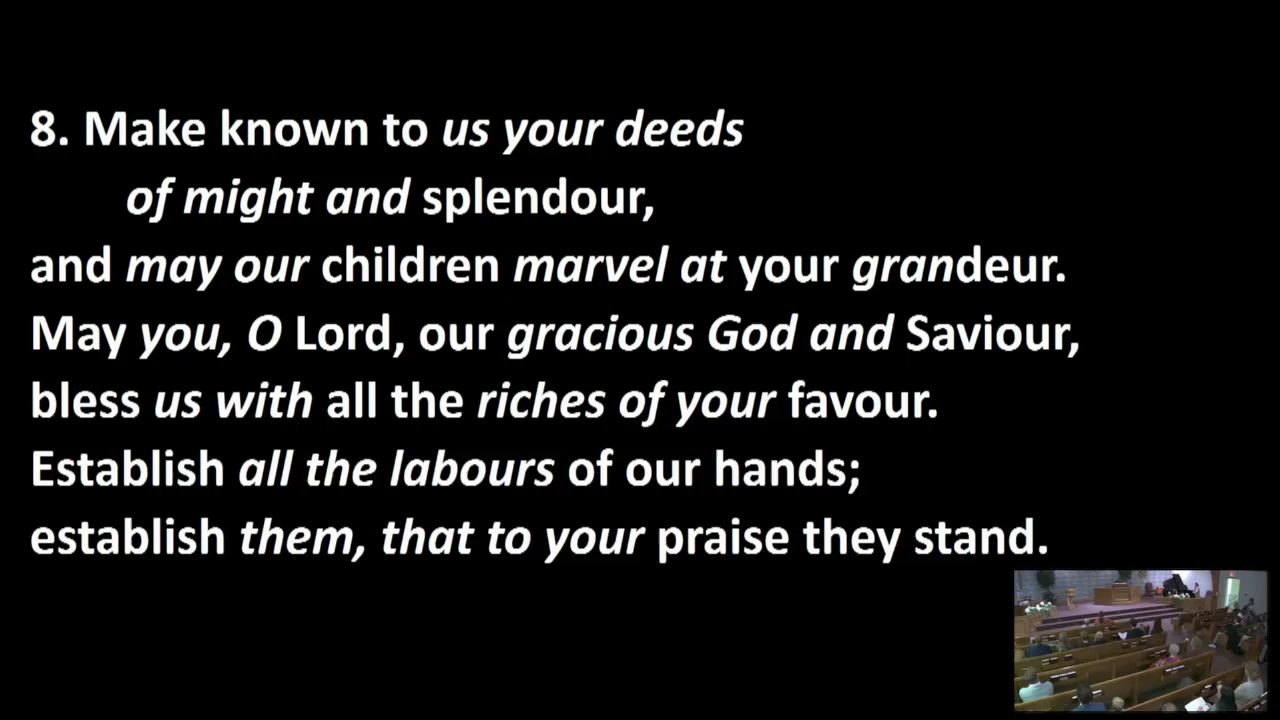 8. Make known to us your deeds
of might and splendour,
and may our children marvel at your grandeur.
May you, O Lord, our gracious God and Saviour,
bless us with all the riches of your favour.
Establish all the labours of our hands;
establish them, that to your praise they stand.